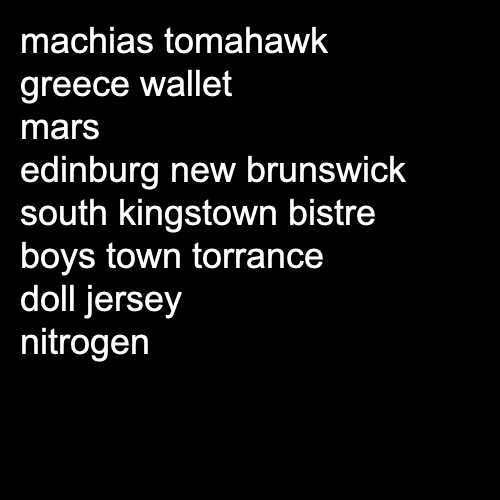 machias tomahawk
greece wallet
mars
edinburg new brunswick
south kingstown bistre
boys town torrance
doll jersey
nitrogen